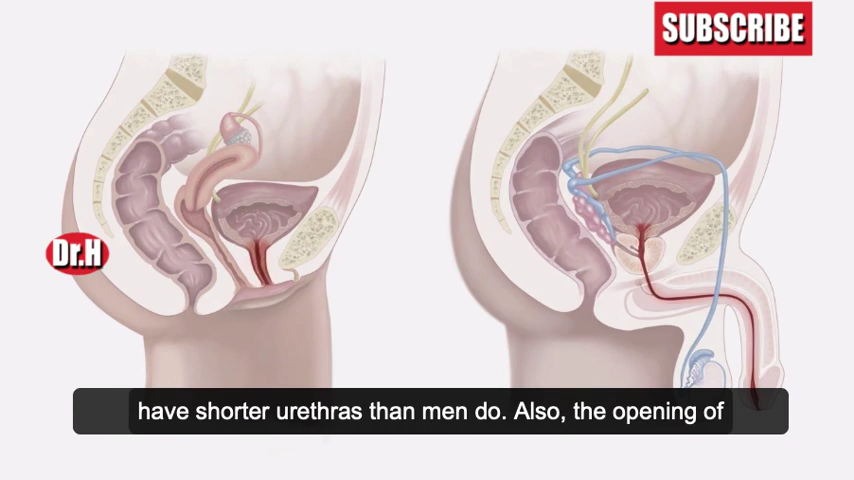 SUBSCRIBE
Dr.H
have shorter urethras than men do. Also, the opening of